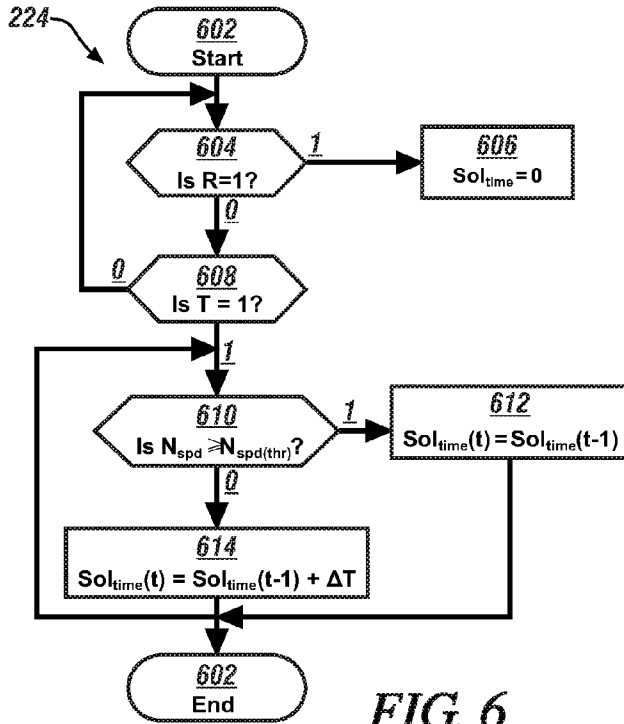 224
602
Start
604
Is R=1?
1
606
Sol_time = 0
0
0
608
Is T = 1?
1
610
Is N_spd ⩾ N_spd(thr)?
1
612
Sol_time(t) = Sol_time(t-1)
0
614
Sol_time(t) = Sol_time(t-1) + ΔT
602
End
FIG. 6